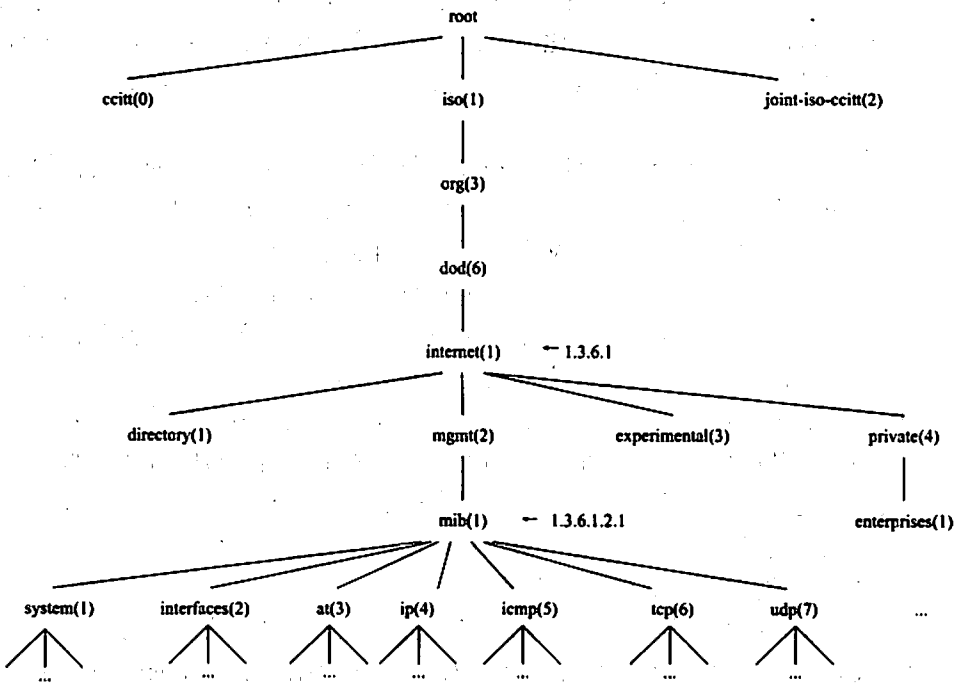 root
ccitt(0) iso(1) joint-iso-ccitt(2)
org(3)
dod(6)
internet(1) ← 1.3.6.1
directory(1) mgmt(2) experimental(3) private(4)
mib(1) ← 1.3.6.1.2.1 enterprises(1)
system(1) interfaces(2) at(3) ip(4) icmp(5) tcp(6) udp(7) ...
... ... ... ... ... ... ...